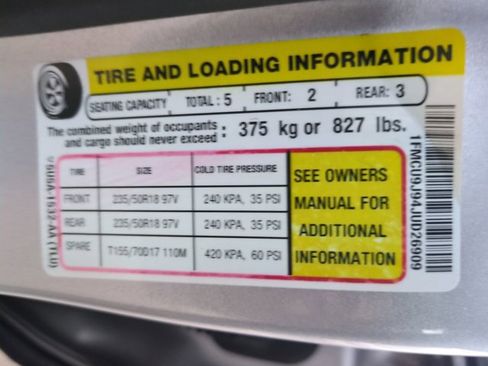 TIRE AND LOADING INFORMATION
SEATING CAPACITY TOTAL : 5 FRONT: 2 REAR: 3
The combined weight of occupants
and cargo should never exceed : 375 kg or 827 lbs.
TIRE SIZE COLD TIRE PRESSURE
FRONT 235/50R18 97V 240 KPA, 35 PSI
REAR 235/50R18 97V 240 KPA, 35 PSI
SPARE T155/70D17 110M 420 KPA, 60 PSI
SEE OWNERS
MANUAL FOR
ADDITIONAL
INFORMATION